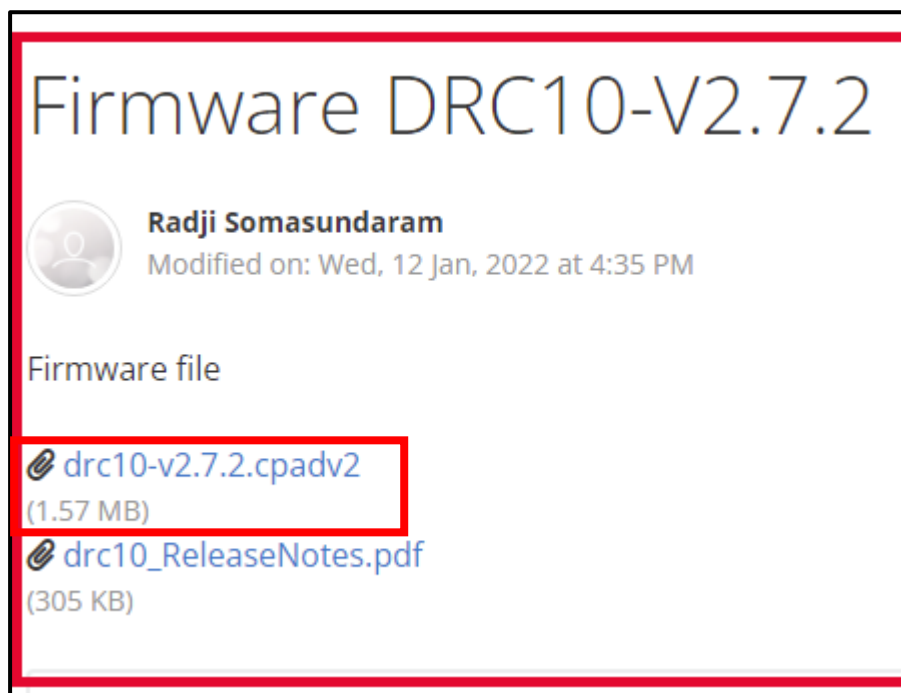 Firmware DRC10-V2.7.2
Radji Somasundaram
Modified on: Wed, 12 Jan, 2022 at 4:35 PM
Firmware file
drc10-v2.7.2.cpadv2
(1.57 MB)
drc10_ReleaseNotes.pdf
(305 KB)